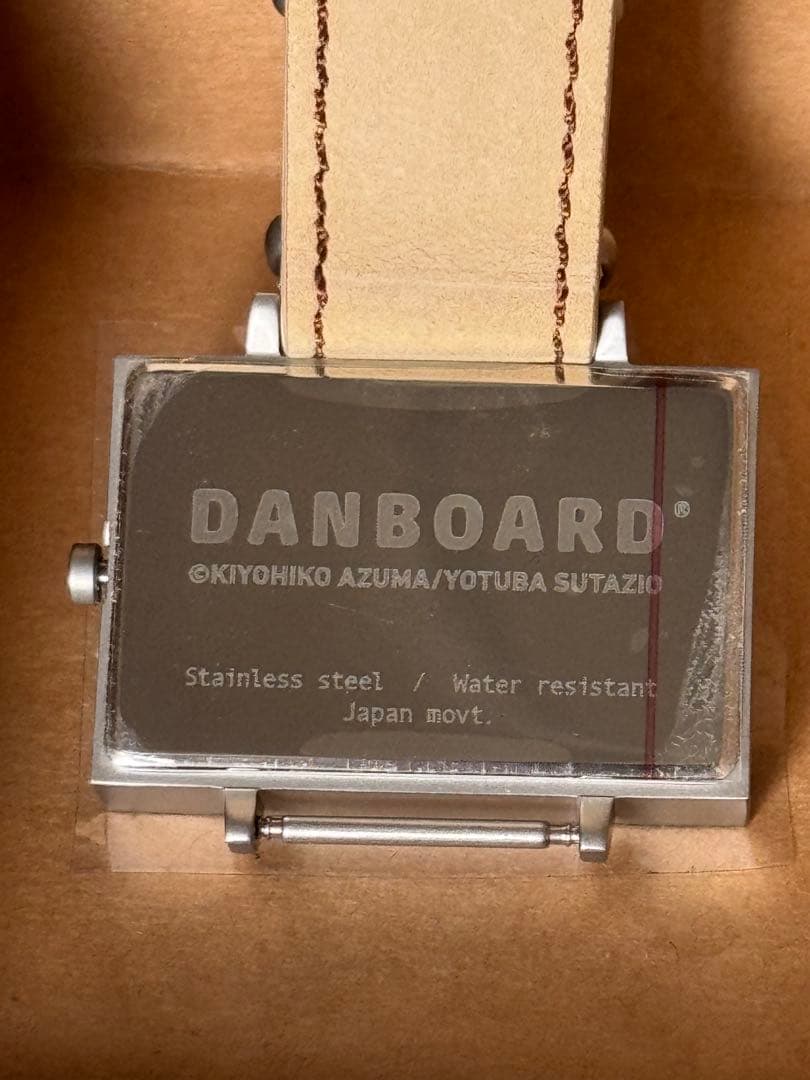 DANBOARD®
©KIYOHIKO AZUMA/YOTUBA SUTAZIO
Stainless steel / Water resistant
Japan movt.